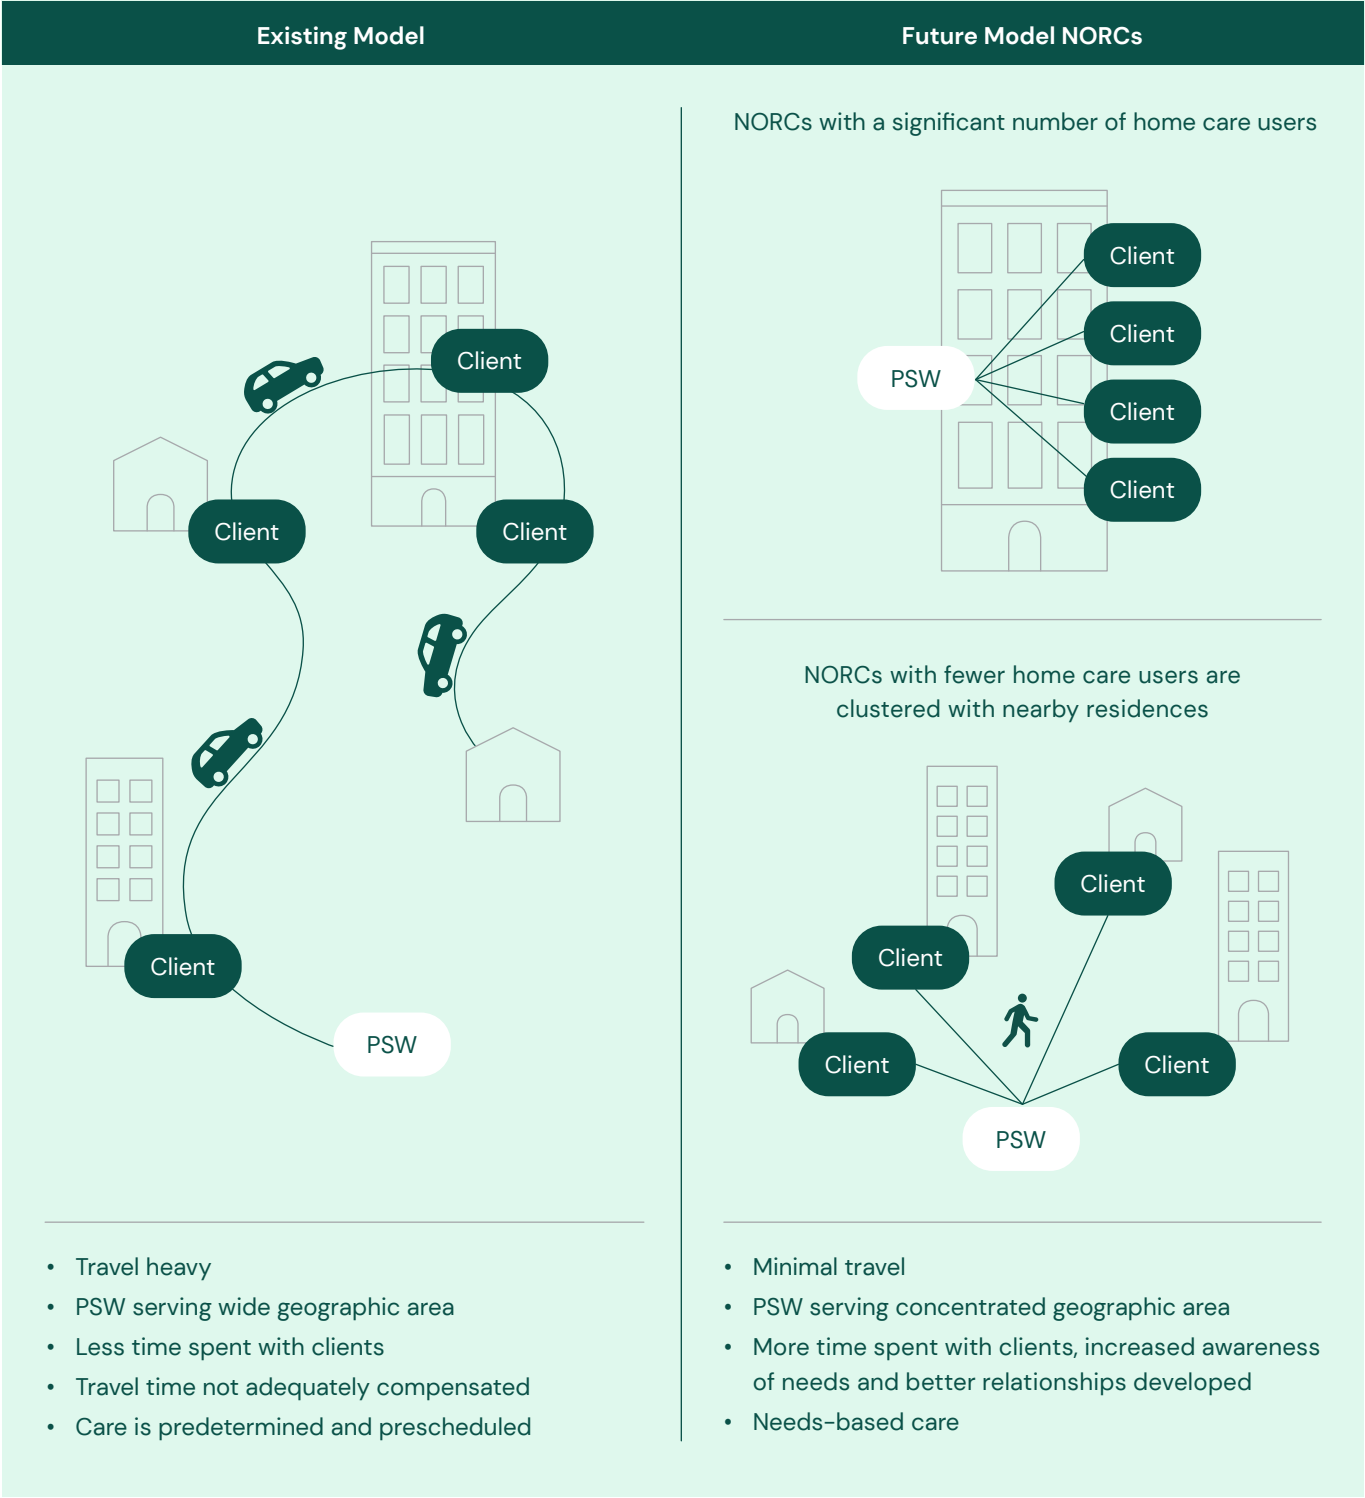 Existing Model
Client
Client
Client
Client
PSW
• Travel heavy
• PSW serving wide geographic area
• Less time spent with clients
• Travel time not adequately compensated
• Care is predetermined and prescheduled
Future Model NORCs
NORCs with a significant number of home care users
Client
Client
PSW
Client
Client
NORCs with fewer home care users are
clustered with nearby residences
Client
Client
Client
Client
PSW
• Minimal travel
• PSW serving concentrated geographic area
• More time spent with clients, increased awareness
of needs and better relationships developed
• Needs-based care